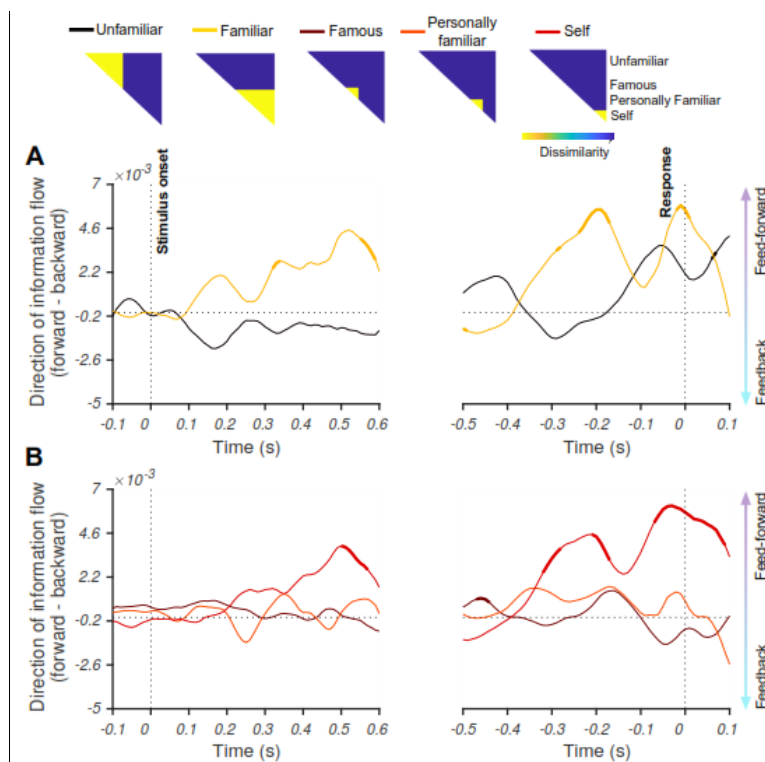 Unfamiliar Familiar Famous Personally familiar Self
Unfamiliar
Famous
Personally Familiar
Self
Dissimilarity
A
×10⁻³
Stimulus onset
Response
Direction of information flow
(forward - backward)
7
4.6
2.2
-0.2
-2.6
-5
-0.1 0 0.1 0.2 0.3 0.4 0.5 0.6
Time (s)
-0.5 -0.4 -0.3 -0.2 -0.1 0 0.1
Time (s)
Feed-forward
Feedback
B
×10⁻³
Direction of information flow
(forward - backward)
7
4.6
2.2
-0.2
-2.6
-5
-0.1 0 0.1 0.2 0.3 0.4 0.5 0.6
Time (s)
-0.5 -0.4 -0.3 -0.2 -0.1 0 0.1
Time (s)
Feed-forward
Feedback